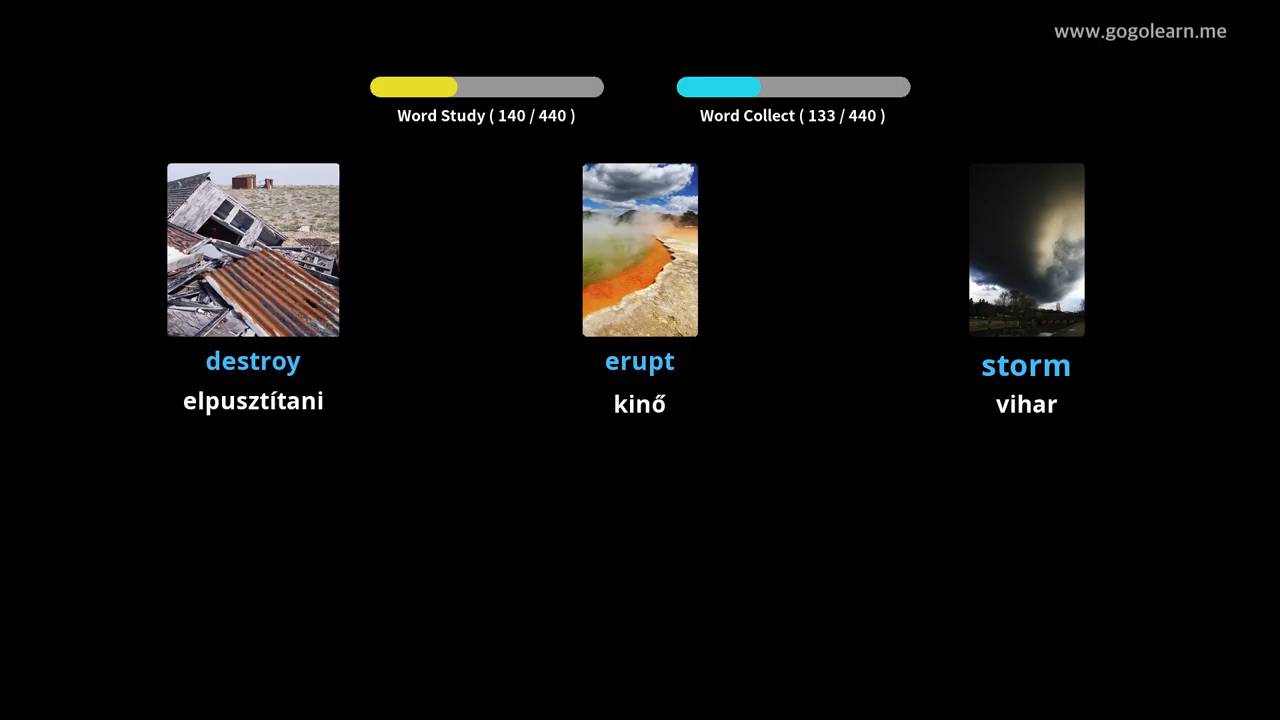 www.gogolearn.me
Word Study ( 140 / 440 )
Word Collect ( 133 / 440 )
destroy
elpusztítani
erupt
kinő
storm
vihar